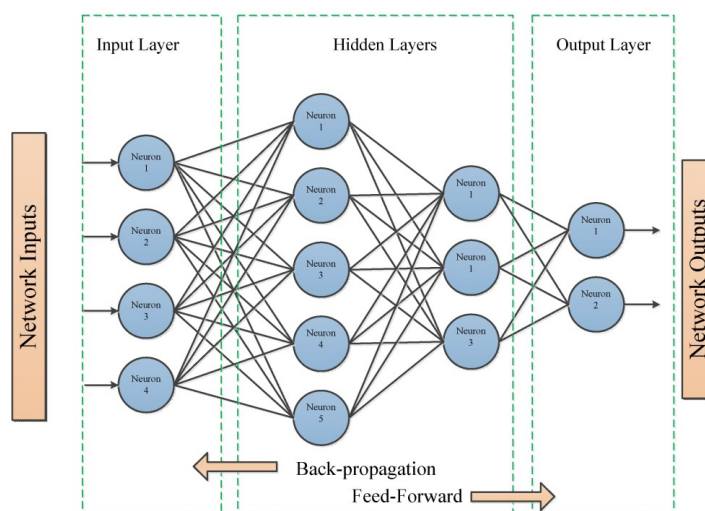 Input Layer
Hidden Layers
Output Layer
Network Inputs
Neuron
1
Neuron
2
Neuron
3
Neuron
4
Neuron
1
Neuron
2
Neuron
3
Neuron
4
Neuron
5
Neuron
1
Neuron
1
Neuron
3
Neuron
1
Neuron
2
Network Outputs
Back-propagation
Feed-Forward